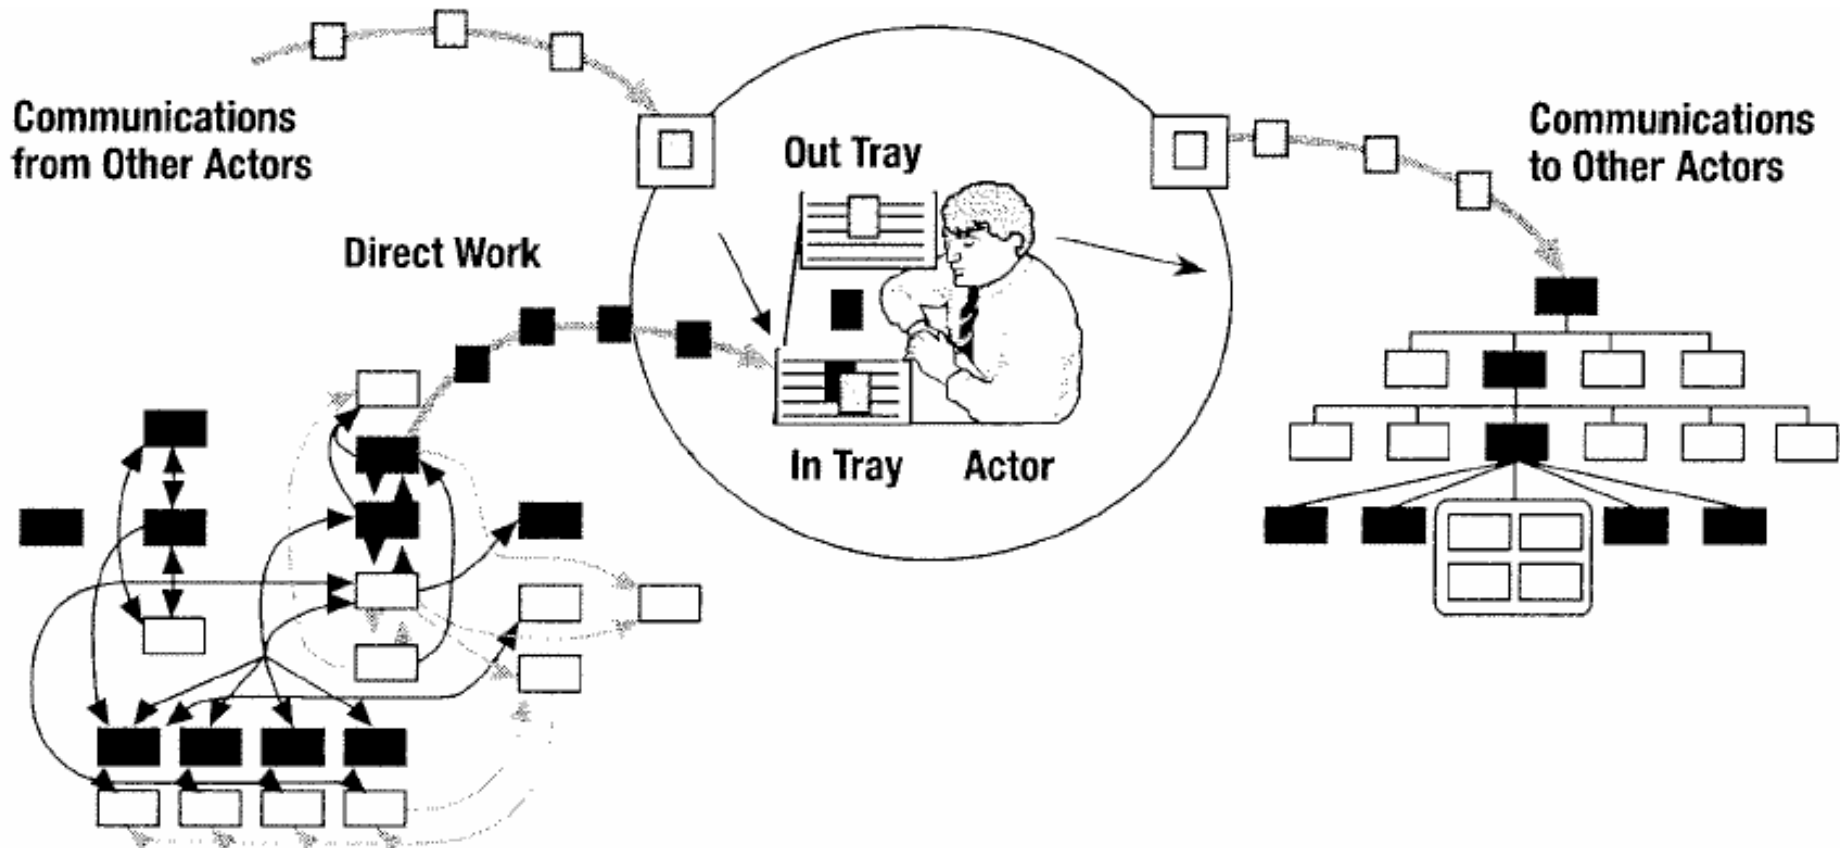 Communications
from Other Actors
Direct Work
Out Tray
In Tray
Actor
Communications
to Other Actors